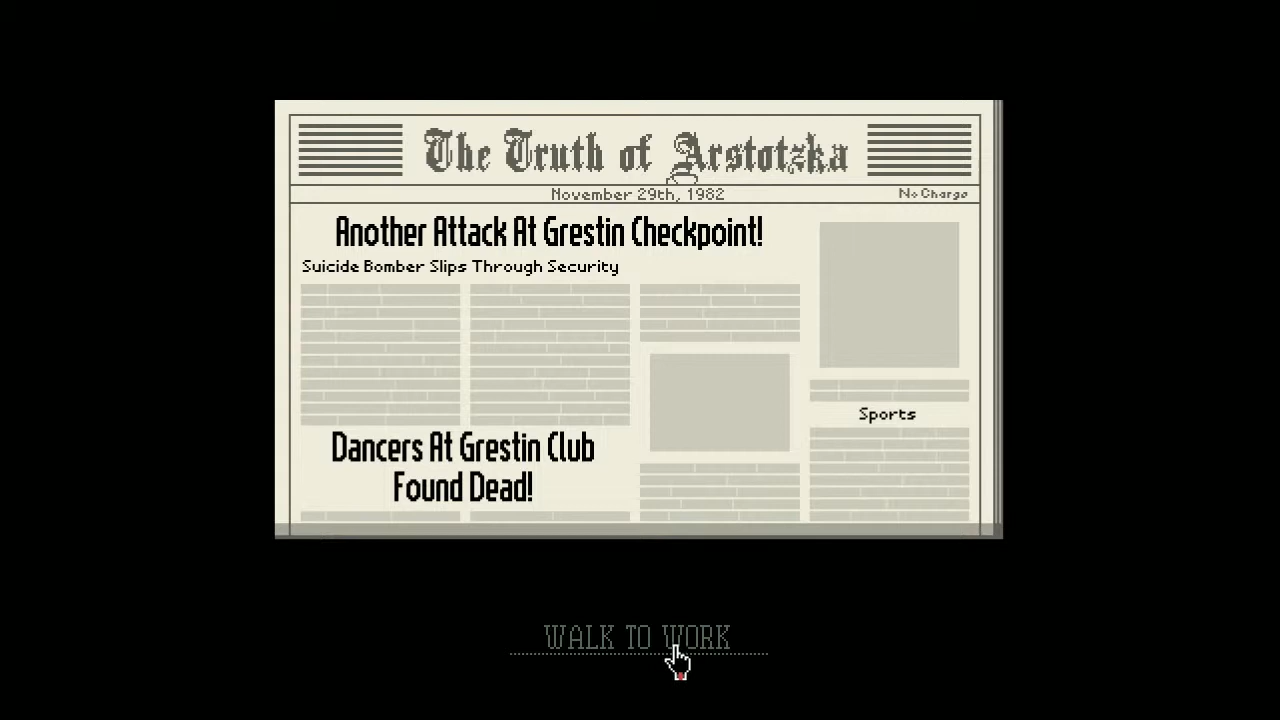 The Truth of Arstotzka
November 29th, 1982
No Charge
Another Attack At Grestin Checkpoint!
Suicide Bomber Slips Through Security
Sports
Dancers At Grestin Club
Found Dead!
WALK TO WORK